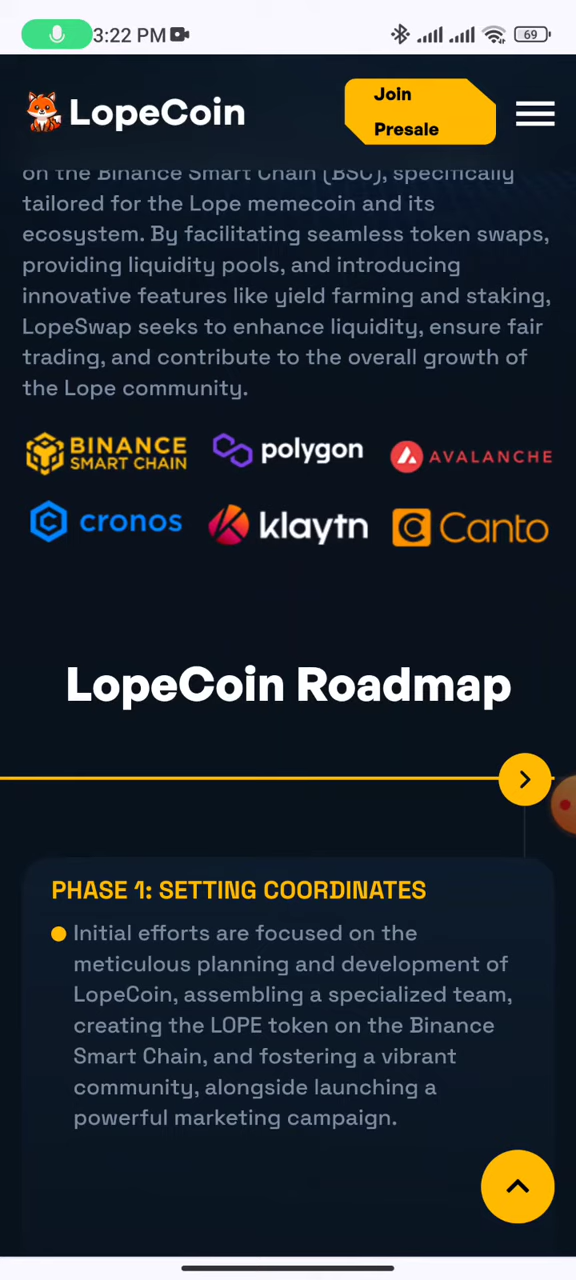 3:22 PM
69
LopeCoin
Join
Presale
on the Binance Smart Chain (BSC), specifically
tailored for the Lope memecoin and its
ecosystem. By facilitating seamless token swaps,
providing liquidity pools, and introducing
innovative features like yield farming and staking,
LopeSwap seeks to enhance liquidity, ensure fair
trading, and contribute to the overall growth of
the Lope community.
BINANCE
SMART CHAIN
polygon
AVALANCHE
cronos
klaytn
Canto
LopeCoin Roadmap
PHASE 1: SETTING COORDINATES
Initial efforts are focused on the
meticulous planning and development of
LopeCoin, assembling a specialized team,
creating the LOPE token on the Binance
Smart Chain, and fostering a vibrant
community, alongside launching a
powerful marketing campaign.